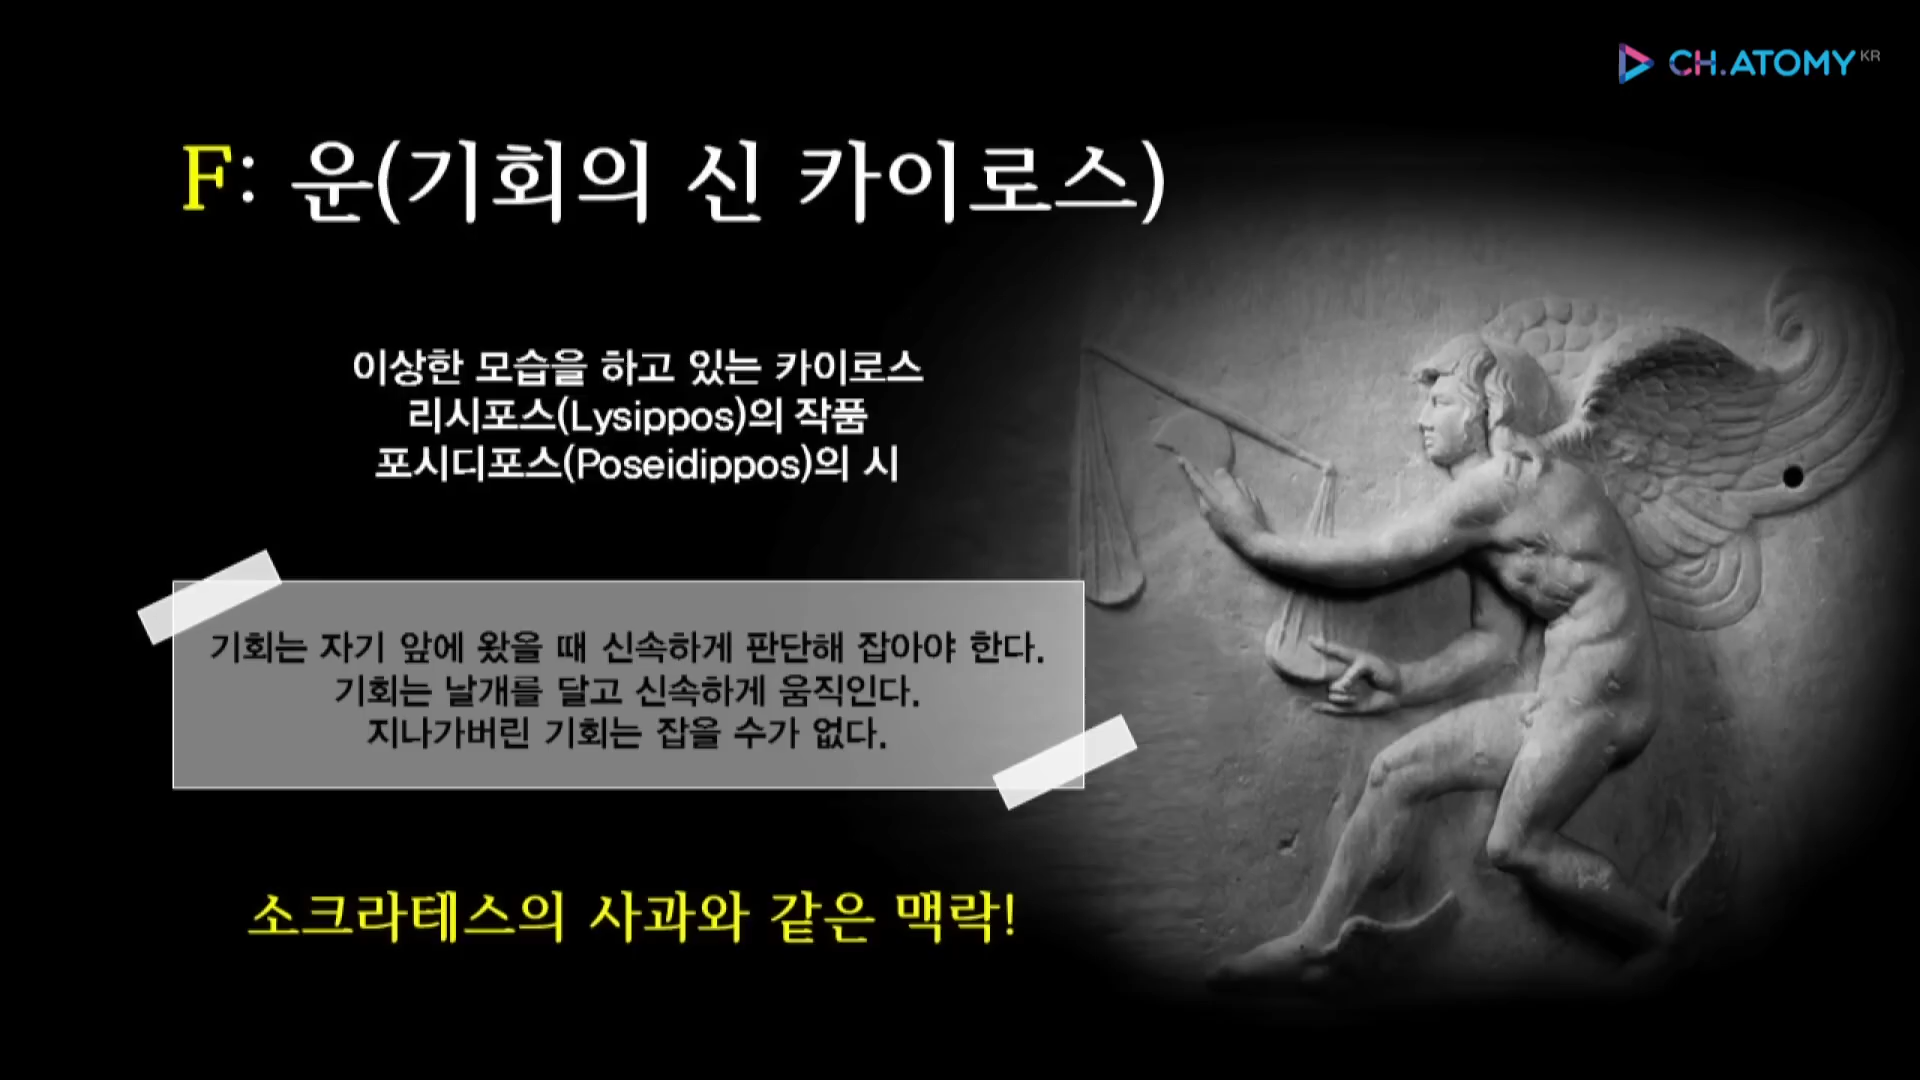 CH.ATOMY KR
F: 운(기회의 신 카이로스)
이상한 모습을 하고 있는 카이로스
리시포스(Lysippos)의 작품
포시디포스(Poseidippos)의 시
기회는 자기 앞에 왔을 때 신속하게 판단해 잡아야 한다.
기회는 날개를 달고 신속하게 움직인다.
지나가버린 기회는 잡을 수가 없다.
소크라테스의 사과와 같은 맥락!